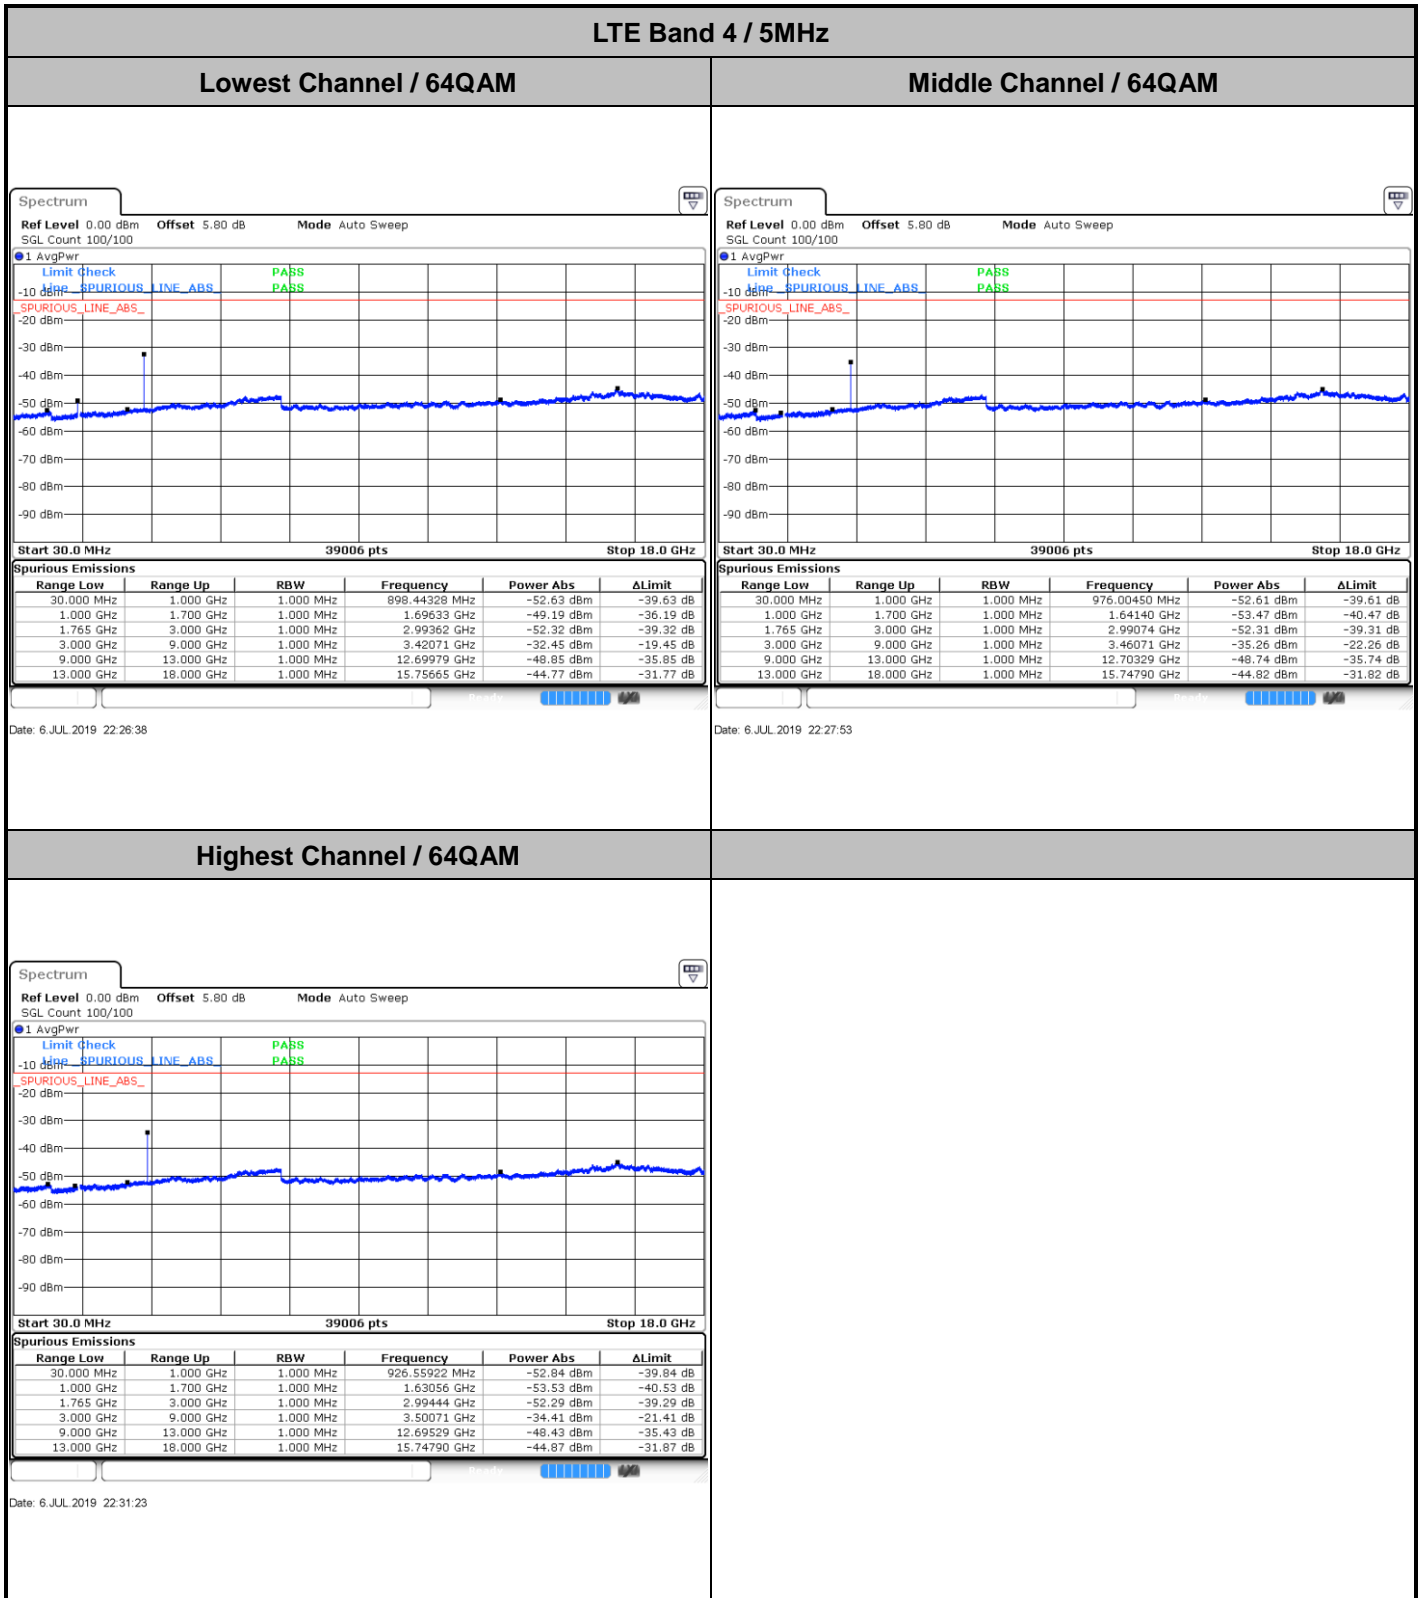 LTE Band 4 / 5MHz
Lowest Channel / 64QAM
Middle Channel / 64QAM
Spectrum
Ref Level 0.00 dBm Offset 5.80 dB Mode Auto Sweep
SGL Count 100/100
1 AvgPwr
Limit Check PASS
Line _SPURIOUS_LINE_ABS_ PASS
-10 dBm
_SPURIOUS_LINE_ABS_
-20 dBm
-30 dBm
-40 dBm
-50 dBm
-60 dBm
-70 dBm
-80 dBm
-90 dBm
Start 30.0 MHz 39006 pts Stop 18.0 GHz
Spurious Emissions
Range Low Range Up RBW Frequency Power Abs ΔLimit
30.000 MHz 1.000 GHz 1.000 MHz 898.44328 MHz -52.63 dBm -39.63 dB
1.000 GHz 1.700 GHz 1.000 MHz 1.69633 GHz -49.19 dBm -36.19 dB
1.765 GHz 3.000 GHz 1.000 MHz 2.99362 GHz -52.32 dBm -39.32 dB
3.000 GHz 9.000 GHz 1.000 MHz 3.42071 GHz -32.45 dBm -19.45 dB
9.000 GHz 13.000 GHz 1.000 MHz 12.69979 GHz -48.85 dBm -35.85 dB
13.000 GHz 18.000 GHz 1.000 MHz 15.75665 GHz -44.77 dBm -31.77 dB
Ready
Date: 6.JUL.2019 22:26:38
Spectrum
Ref Level 0.00 dBm Offset 5.80 dB Mode Auto Sweep
SGL Count 100/100
1 AvgPwr
Limit Check PASS
Line _SPURIOUS_LINE_ABS_ PASS
-10 dBm
_SPURIOUS_LINE_ABS_
-20 dBm
-30 dBm
-40 dBm
-50 dBm
-60 dBm
-70 dBm
-80 dBm
-90 dBm
Start 30.0 MHz 39006 pts Stop 18.0 GHz
Spurious Emissions
Range Low Range Up RBW Frequency Power Abs ΔLimit
30.000 MHz 1.000 GHz 1.000 MHz 976.00450 MHz -52.61 dBm -39.61 dB
1.000 GHz 1.700 GHz 1.000 MHz 1.64140 GHz -53.47 dBm -40.47 dB
1.765 GHz 3.000 GHz 1.000 MHz 2.99074 GHz -52.31 dBm -39.31 dB
3.000 GHz 9.000 GHz 1.000 MHz 3.46071 GHz -35.26 dBm -22.26 dB
9.000 GHz 13.000 GHz 1.000 MHz 12.70329 GHz -48.74 dBm -35.74 dB
13.000 GHz 18.000 GHz 1.000 MHz 15.74790 GHz -44.82 dBm -31.82 dB
Ready
Date: 6.JUL.2019 22:27:53
Highest Channel / 64QAM
Spectrum
Ref Level 0.00 dBm Offset 5.80 dB Mode Auto Sweep
SGL Count 100/100
1 AvgPwr
Limit Check PASS
Line _SPURIOUS_LINE_ABS_ PASS
-10 dBm
_SPURIOUS_LINE_ABS_
-20 dBm
-30 dBm
-40 dBm
-50 dBm
-60 dBm
-70 dBm
-80 dBm
-90 dBm
Start 30.0 MHz 39006 pts Stop 18.0 GHz
Spurious Emissions
Range Low Range Up RBW Frequency Power Abs ΔLimit
30.000 MHz 1.000 GHz 1.000 MHz 926.55922 MHz -52.84 dBm -39.84 dB
1.000 GHz 1.700 GHz 1.000 MHz 1.63056 GHz -53.53 dBm -40.53 dB
1.765 GHz 3.000 GHz 1.000 MHz 2.99444 GHz -52.29 dBm -39.29 dB
3.000 GHz 9.000 GHz 1.000 MHz 3.50071 GHz -34.41 dBm -21.41 dB
9.000 GHz 13.000 GHz 1.000 MHz 12.69529 GHz -48.43 dBm -35.43 dB
13.000 GHz 18.000 GHz 1.000 MHz 15.74790 GHz -44.87 dBm -31.87 dB
Ready
Date: 6.JUL.2019 22:31:23